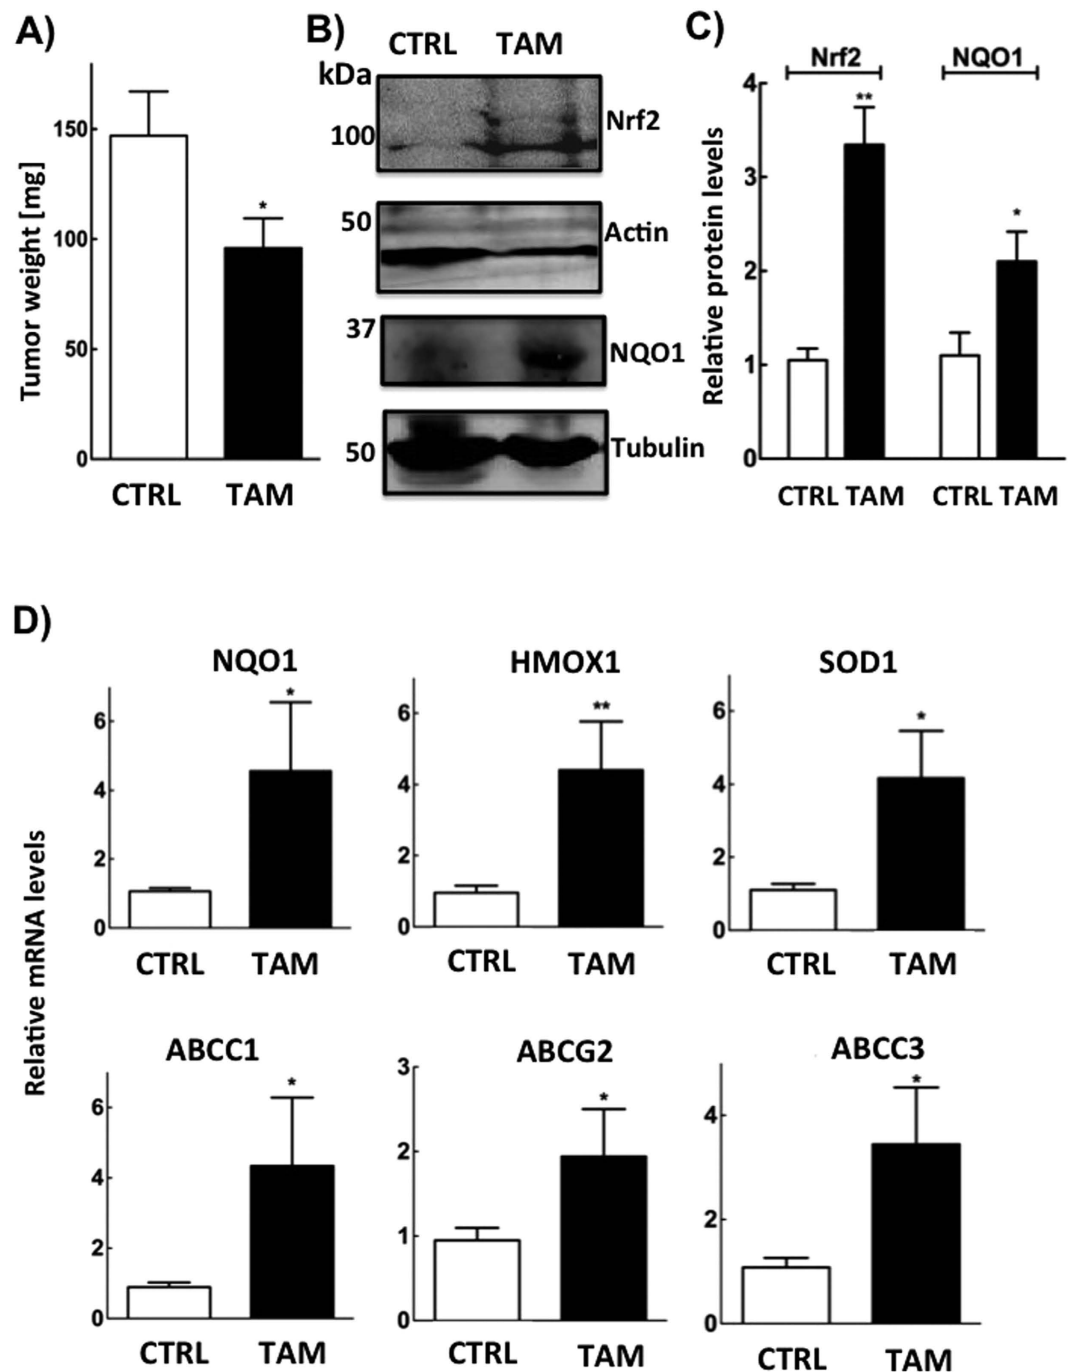 A)
Tumor weight [mg]
150
100
50
0
CTRL TAM
B)
CTRL TAM
kDa
100
Nrf2
50
Actin
37
NQO1
50
Tubulin
C)
Nrf2 NQO1
Relative protein levels
4
3
2
1
0
**
*
CTRL TAM CTRL TAM
*
D)
Relative mRNA levels
NQO1
6
4
2
0
*
CTRL TAM
HMOX1
6
4
2
0
**
CTRL TAM
SOD1
6
4
2
0
*
CTRL TAM
ABCC1
6
4
2
0
*
CTRL TAM
ABCG2
3
2
1
0
*
CTRL TAM
ABCC3
4
2
0
*
CTRL TAM